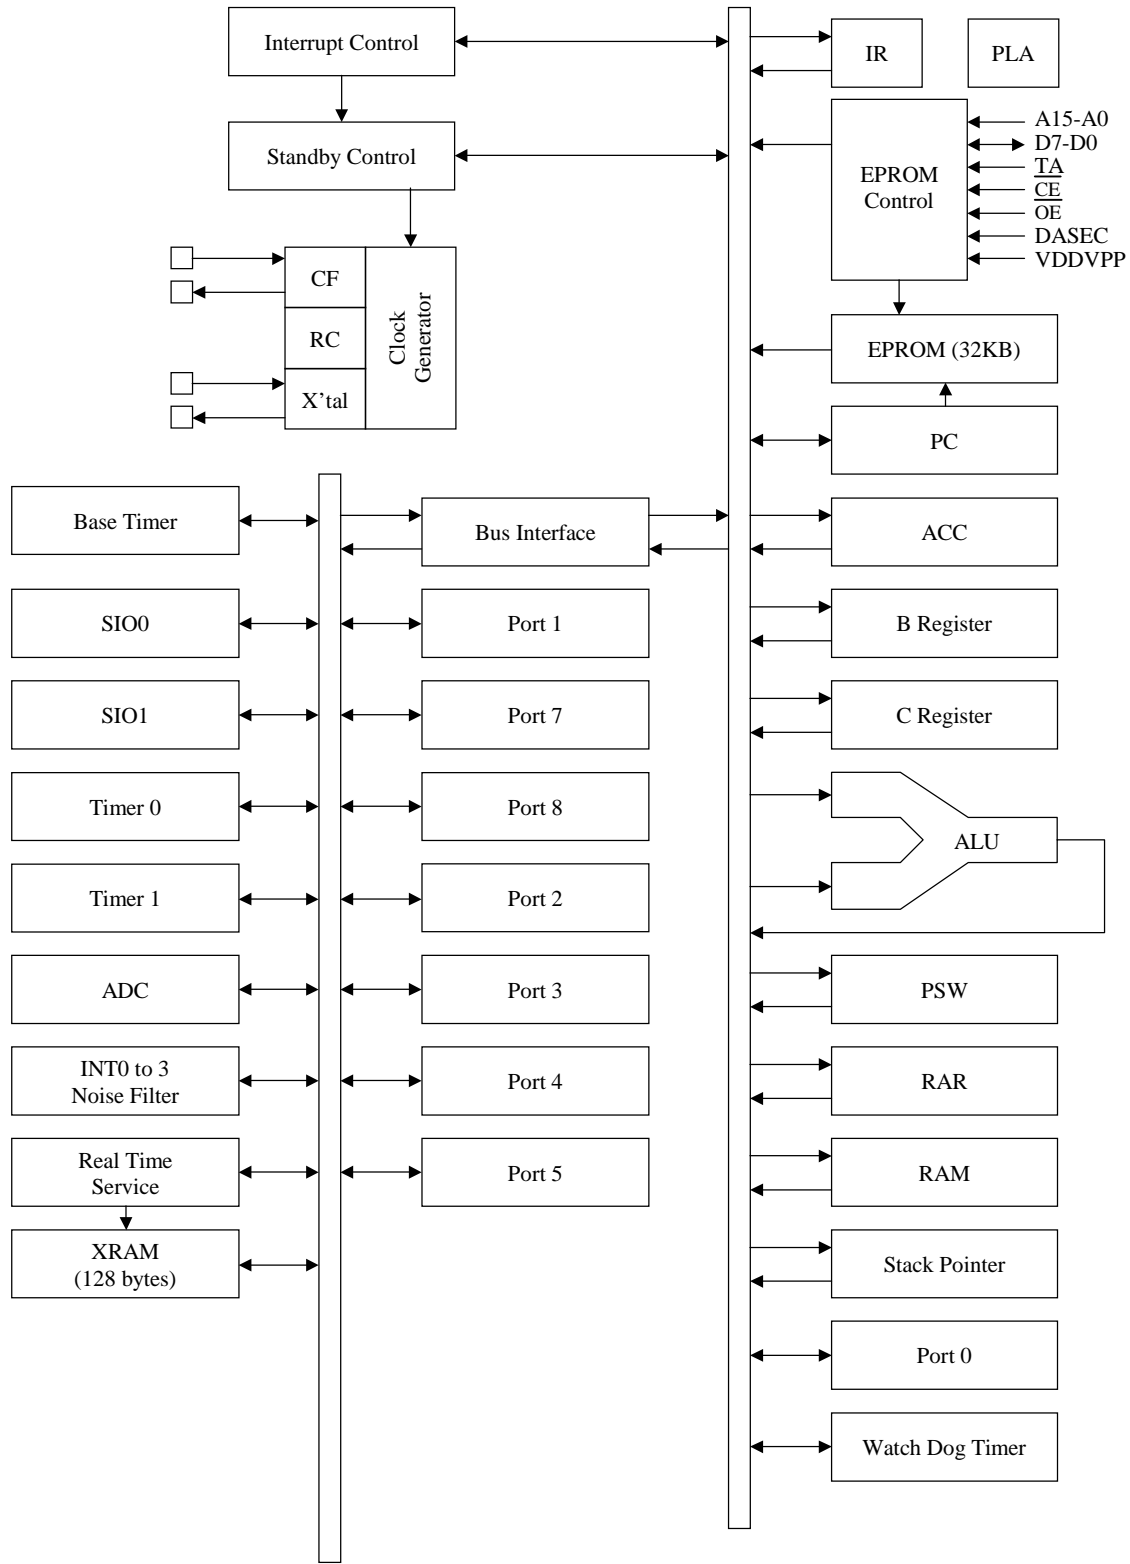 Interrupt Control
IR
PLA
Standby Control
EPROM
Control
A15-A0
D7-D0
TA
CE
OE
DASEC
VDDVPP
CF
RC
X'tal
Clock
Generator
EPROM (32KB)
PC
Base Timer
Bus Interface
ACC
SIO0
Port 1
B Register
SIO1
Port 7
C Register
Timer 0
Port 8
ALU
Timer 1
Port 2
ADC
Port 3
PSW
INT0 to 3
Noise Filter
Port 4
RAR
Real Time
Service
Port 5
RAM
XRAM
(128 bytes)
Stack Pointer
Port 0
Watch Dog Timer